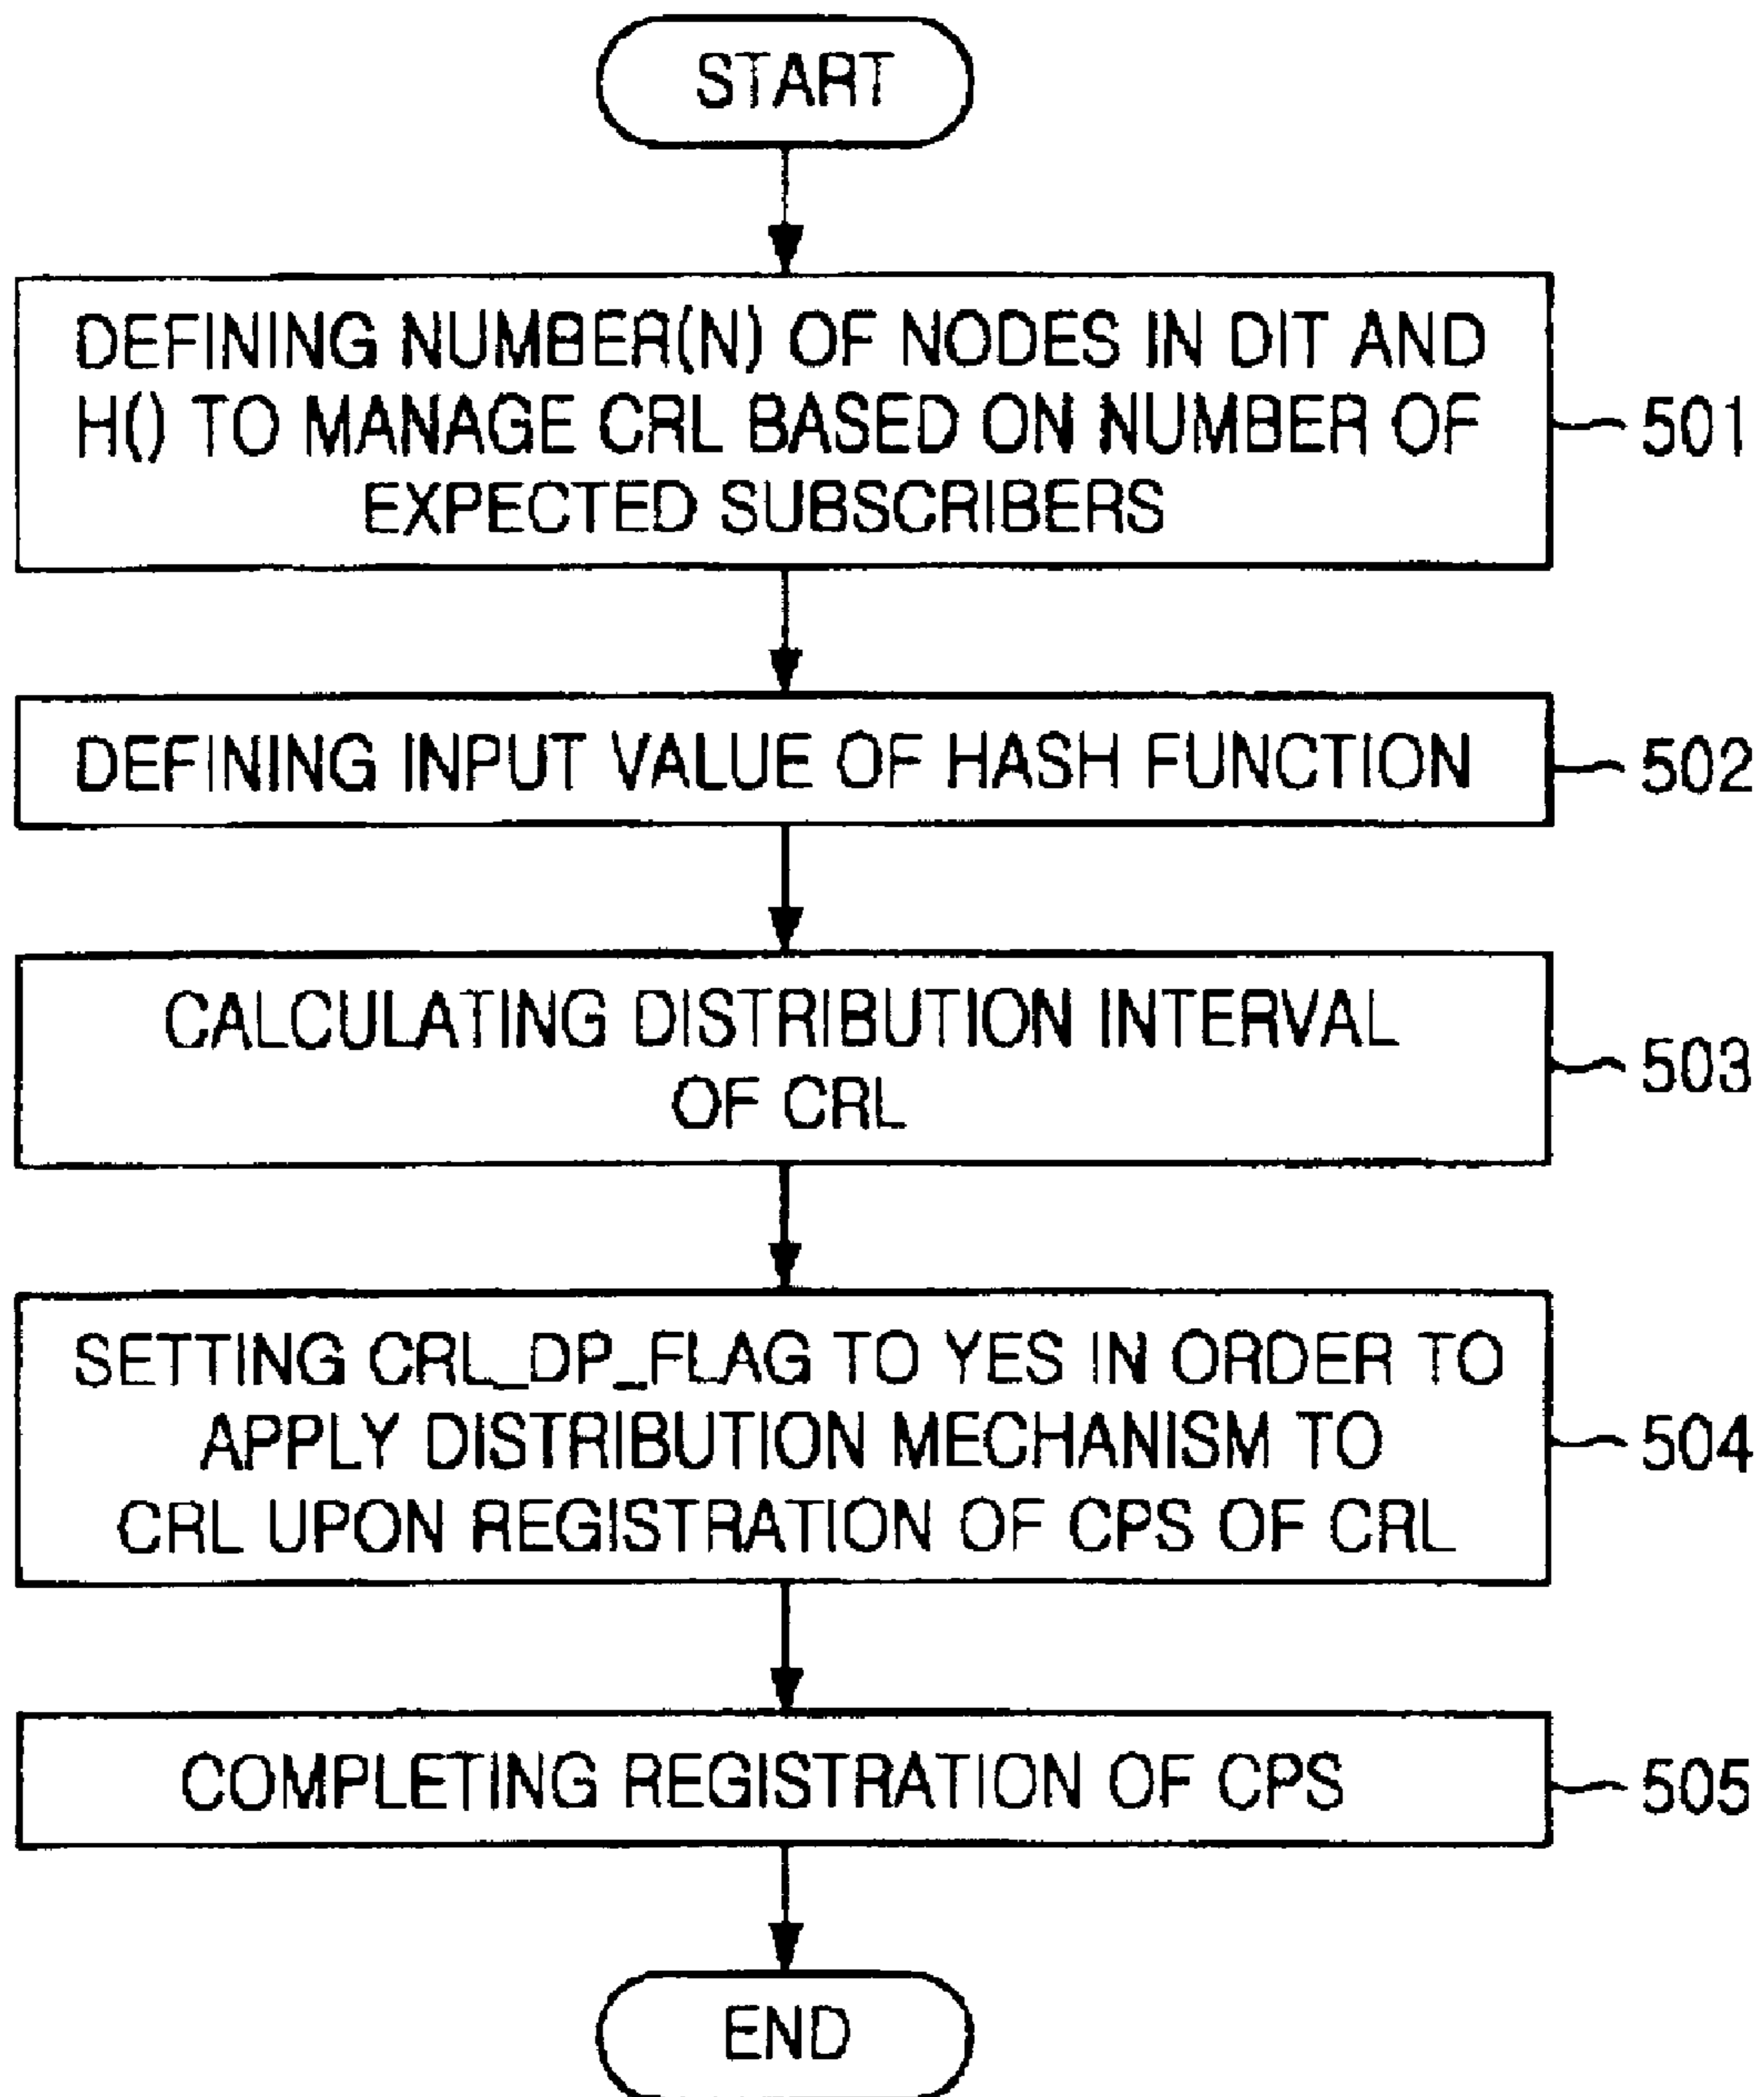 START
DEFINING NUMBER(N) OF NODES IN DIT AND
H() TO MANAGE CRL BASED ON NUMBER OF
EXPECTED SUBSCRIBERS
501
DEFINING INPUT VALUE OF HASH FUNCTION
502
CALCULATING DISTRIBUTION INTERVAL
OF CRL
503
SETTING CRL_DP_FLAG TO YES IN ORDER TO
APPLY DISTRIBUTION MECHANISM TO
CRL UPON REGISTRATION OF CPS OF CRL
504
COMPLETING REGISTRATION OF CPS
505
END